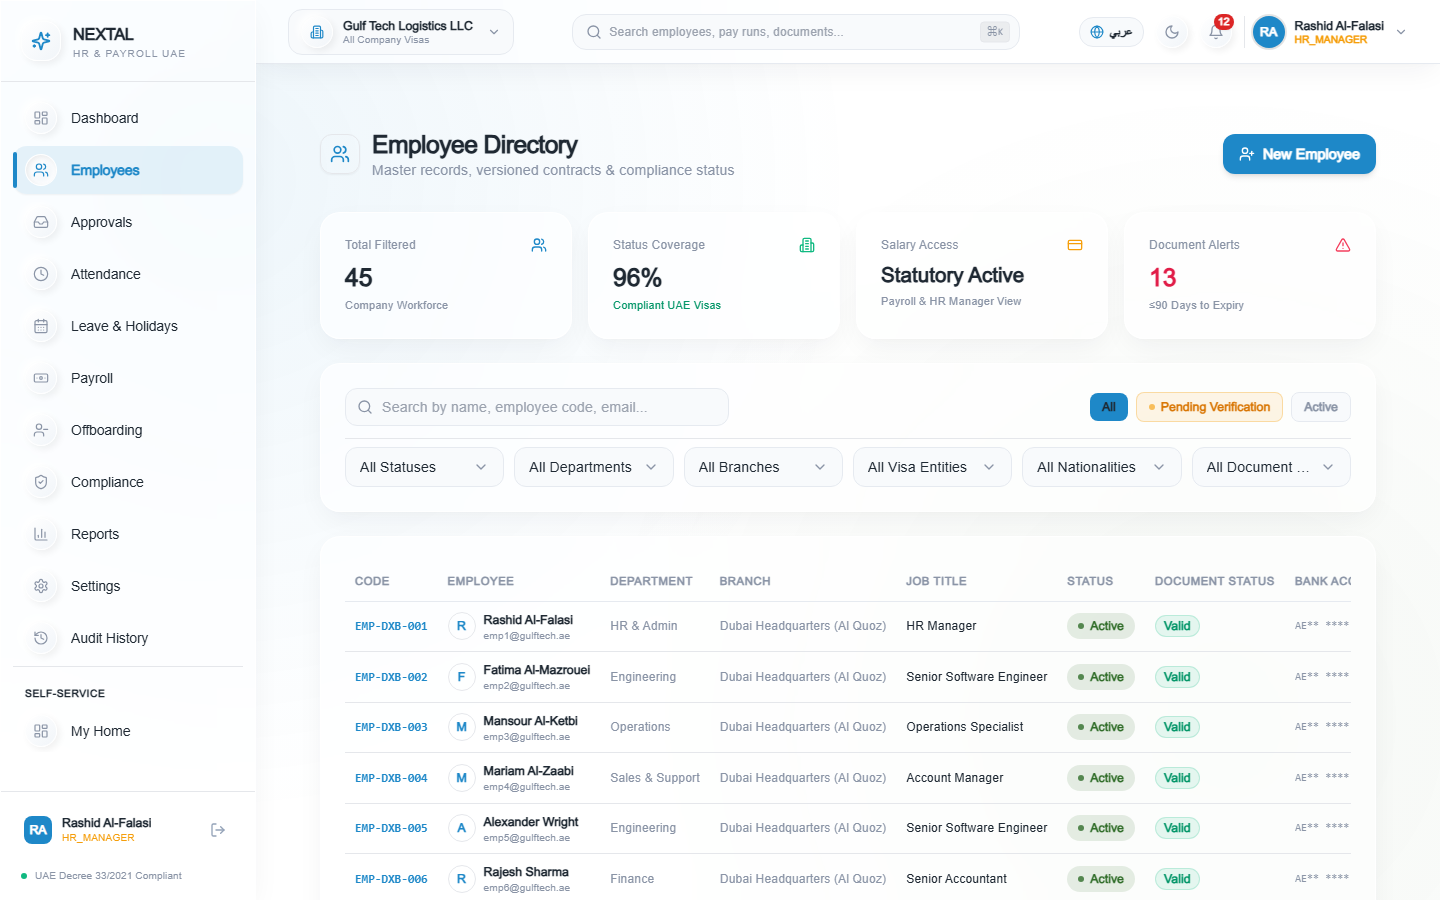 NEXTAL
HR & PAYROLL UAE
Gulf Tech Logistics LLC
All Company Visas
Search employees, pay runs, documents...
⌘K
عربي
12
RA
Rashid Al-Falasi
HR_MANAGER
Dashboard
Employees
Approvals
Attendance
Leave & Holidays
Payroll
Offboarding
Compliance
Reports
Settings
Audit History
SELF-SERVICE
My Home
RA
Rashid Al-Falasi
HR_MANAGER
UAE Decree 33/2021 Compliant
Employee Directory
Master records, versioned contracts & compliance status
New Employee
Total Filtered
45
Company Workforce
Status Coverage
96%
Compliant UAE Visas
Salary Access
Statutory Active
Payroll & HR Manager View
Document Alerts
13
≤90 Days to Expiry
Search by name, employee code, email...
All
Pending Verification
Active
All Statuses
All Departments
All Branches
All Visa Entities
All Nationalities
All Document ...
CODE EMPLOYEE DEPARTMENT BRANCH JOB TITLE STATUS DOCUMENT STATUS BANK ACC
EMP-DXB-001 R Rashid Al-Falasi HR & Admin Dubai Headquarters (Al Quoz) HR Manager Active Valid AE** ****
emp1@gulftech.ae
EMP-DXB-002 F Fatima Al-Mazrouei Engineering Dubai Headquarters (Al Quoz) Senior Software Engineer Active Valid AE** ****
emp2@gulftech.ae
EMP-DXB-003 M Mansour Al-Ketbi Operations Dubai Headquarters (Al Quoz) Operations Specialist Active Valid AE** ****
emp3@gulftech.ae
EMP-DXB-004 M Mariam Al-Zaabi Sales & Support Dubai Headquarters (Al Quoz) Account Manager Active Valid AE** ****
emp4@gulftech.ae
EMP-DXB-005 A Alexander Wright Engineering Dubai Headquarters (Al Quoz) Senior Software Engineer Active Valid AE** ****
emp5@gulftech.ae
EMP-DXB-006 R Rajesh Sharma Finance Dubai Headquarters (Al Quoz) Senior Accountant Active Valid AE** ****
emp6@gulftech.ae